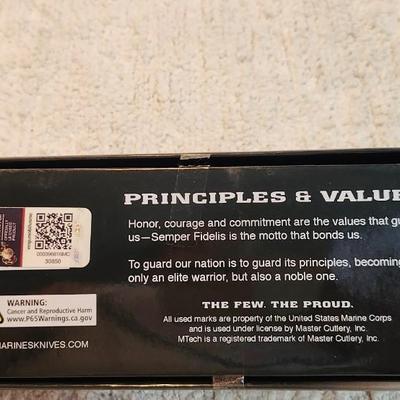 PRINCIPLES & VALUE
Honor, courage and commitment are the values that gu
us—Semper Fidelis is the motto that bonds us.
To guard our nation is to guard its principles, becoming
only an elite warrior, but also a noble one.
THE FEW. THE PROUD.
All used marks are property of the United States Marine Corps
and is used under license by Master Cutlery, Inc.
MTech is a registered trademark of Master Cutlery, Inc.
OFFICIALLY
LICENSED
PRODUCT
000396816MC
30850
WARNING:
Cancer and Reproductive Harm
www.P65Warnings.ca.gov
ARINESKNIVES.COM